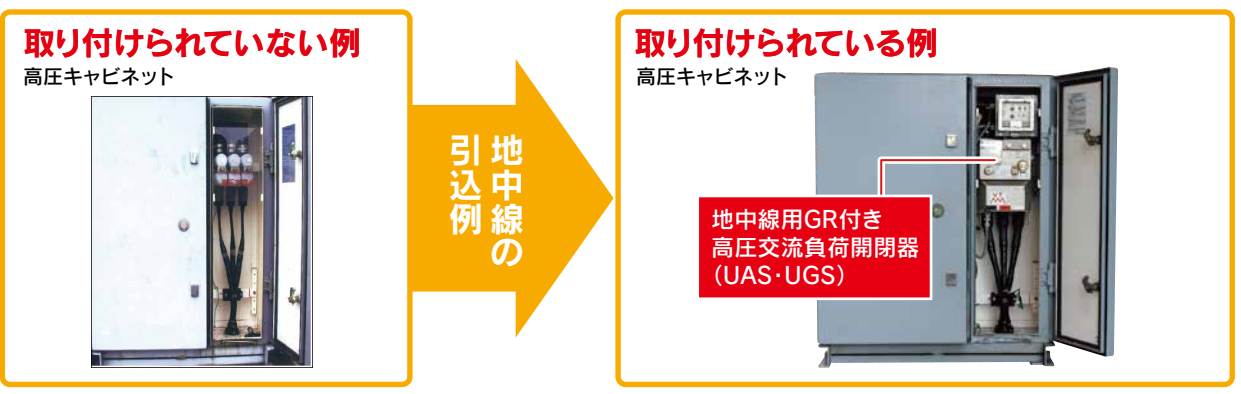 取り付けられていない例
高圧キャビネット
地中線の
引込例
取り付けられている例
高圧キャビネット
地中線用GR付き
高圧交流負荷開閉器
(UAS･UGS)